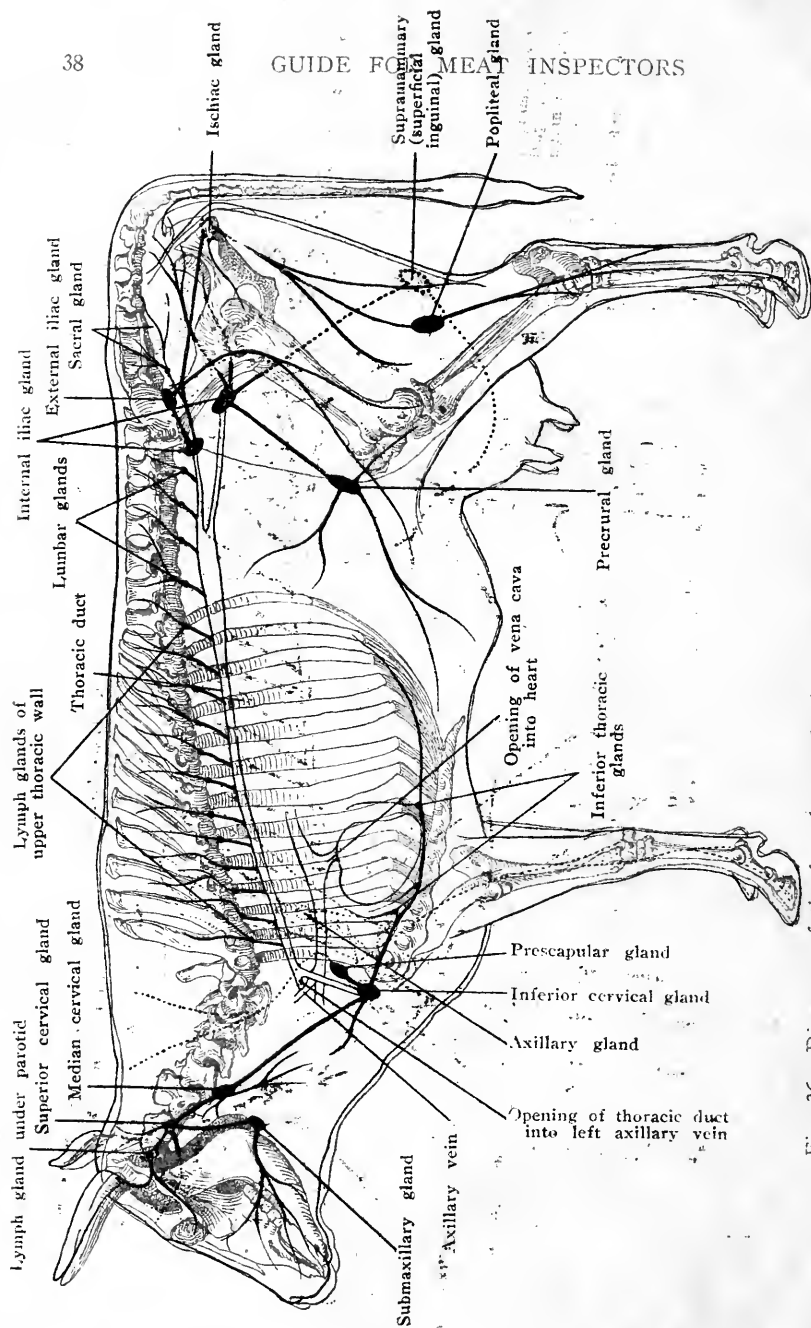 38
GUIDE FOR MEAT INSPECTORS
Lymph gland under parotid
Superior cervical gland
Median cervical gland
Lymph glands of
upper thoracic wall
Thoracic duct
Lumbar glands
Internal iliac gland
External iliac gland
Sacral gland
Ischiac gland
Supramammary
(superficial
inguinal) gland
Popliteal gland
Submaxillary gland
Axillary vein
Opening of thoracic duct
into left axillary vein
Axillary gland
Inferior cervical gland
Prescapular gland
Inferior thoracic
glands
Opening of vena cava
into heart
Precrural gland